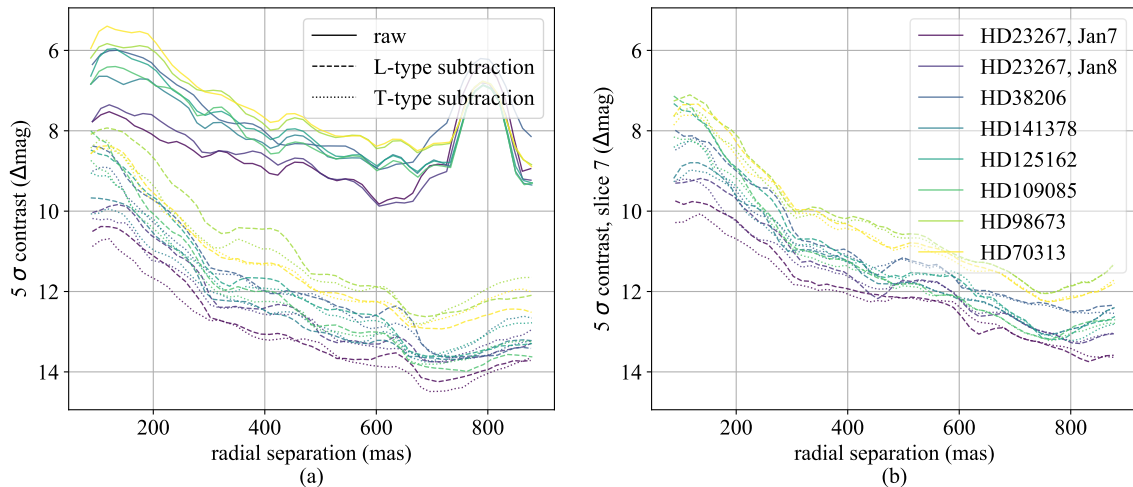 6
8
10
12
14
200
400
600
800
5 σ contrast (Δmag)
radial separation (mas)
raw
L-type subtraction
T-type subtraction
(a)
6
8
10
12
14
200
400
600
800
5 σ contrast, slice 7 (Δmag)
radial separation (mas)
HD23267, Jan7
HD23267, Jan8
HD38206
HD141378
HD125162
HD109085
HD98673
HD70313
(b)